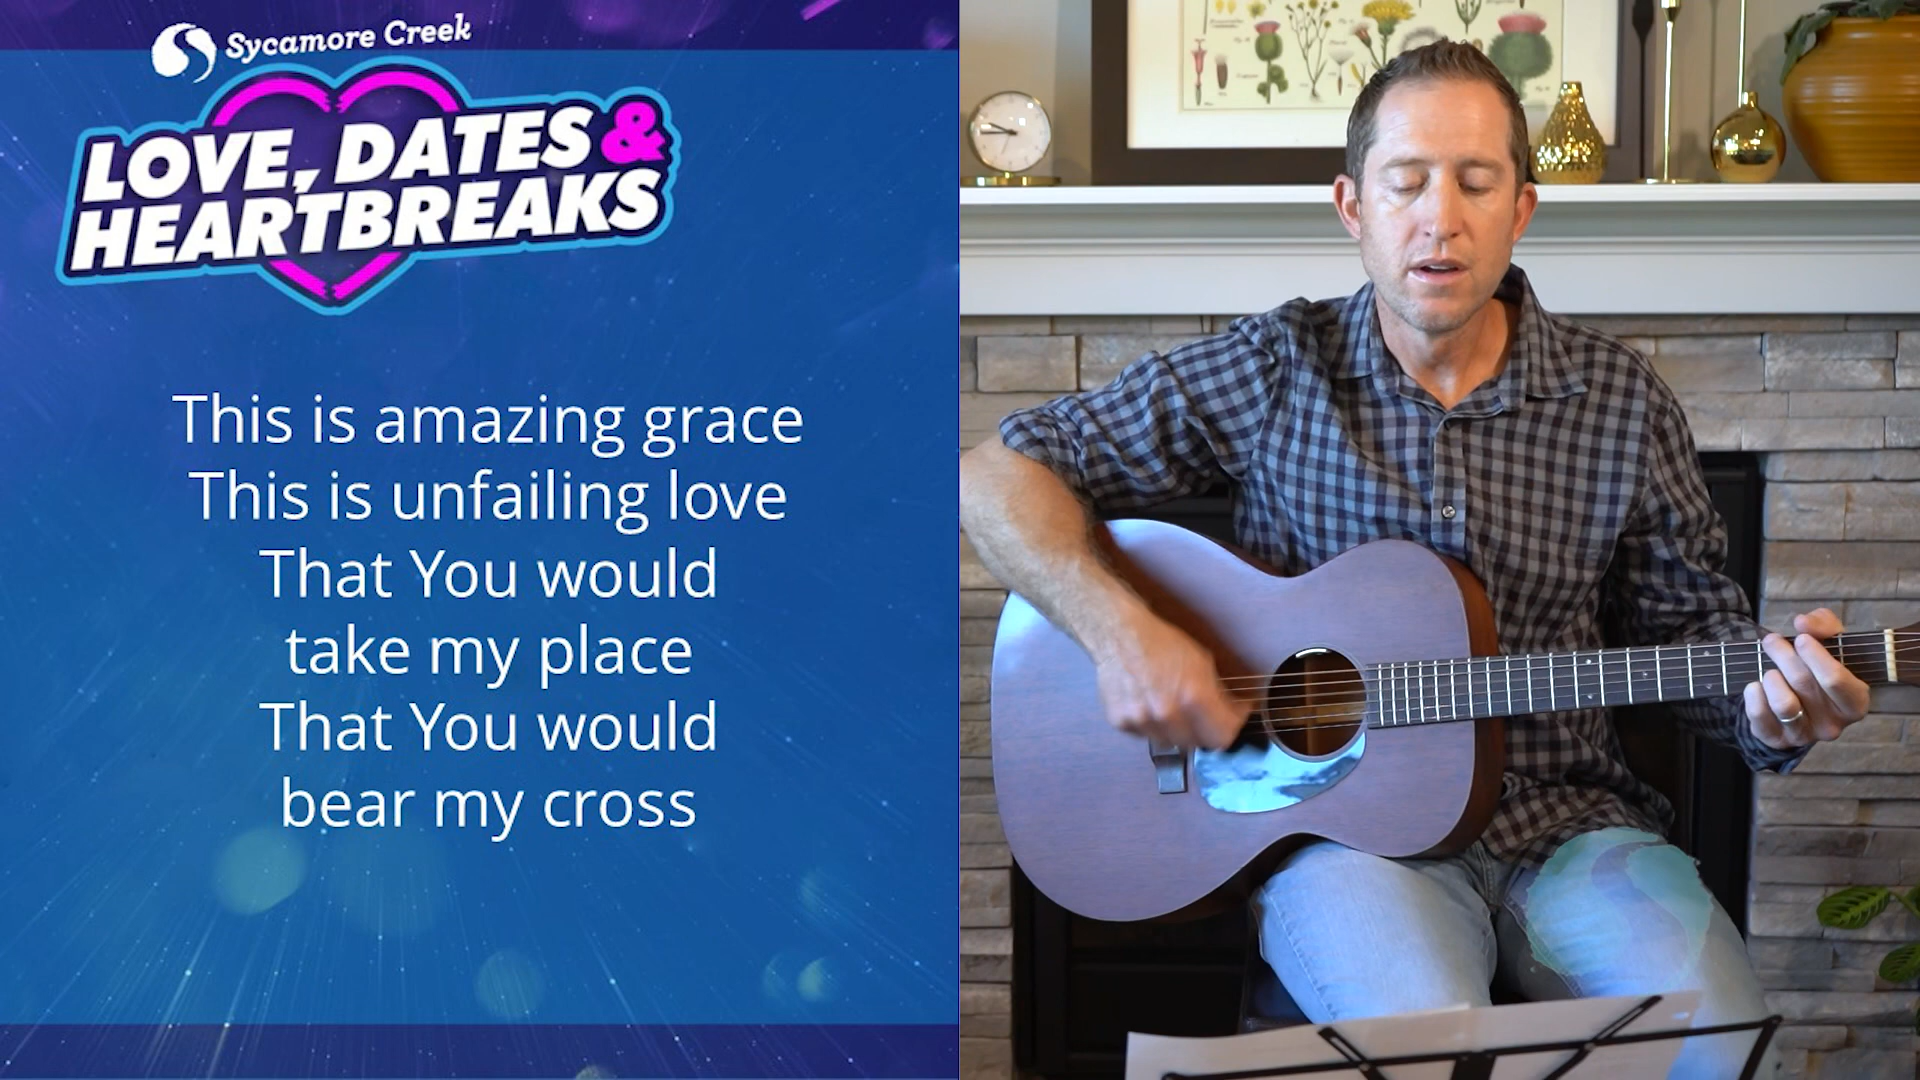 Sycamore Creek
LOVE, DATES &
HEARTBREAKS
This is amazing grace
This is unfailing love
That You would
take my place
That You would
bear my cross